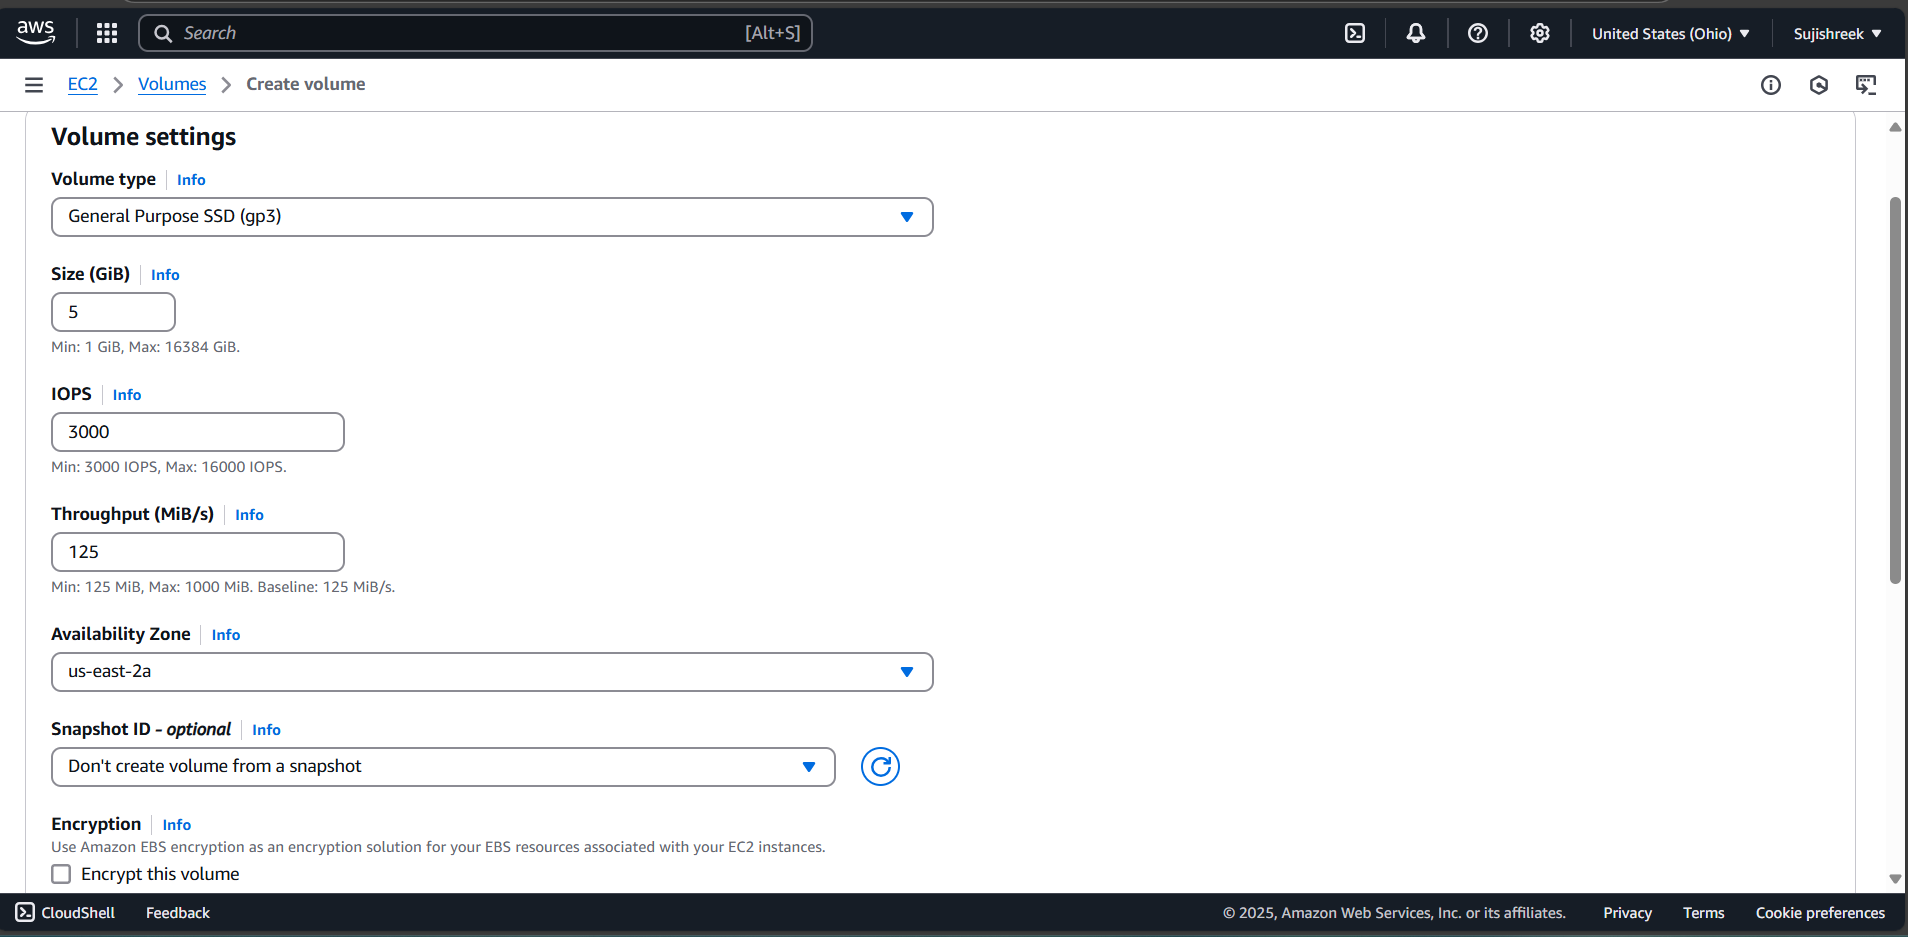 aws
Search [Alt+S]
United States (Ohio)
Sujishreek
EC2 > Volumes > Create volume
Volume settings
Volume type Info
General Purpose SSD (gp3)
Size (GiB) Info
5
Min: 1 GiB, Max: 16384 GiB.
IOPS Info
3000
Min: 3000 IOPS, Max: 16000 IOPS.
Throughput (MiB/s) Info
125
Min: 125 MiB, Max: 1000 MiB. Baseline: 125 MiB/s.
Availability Zone Info
us-east-2a
Snapshot ID - optional Info
Don't create volume from a snapshot
Encryption Info
Use Amazon EBS encryption as an encryption solution for your EBS resources associated with your EC2 instances.
Encrypt this volume
CloudShell Feedback © 2025, Amazon Web Services, Inc. or its affiliates. Privacy Terms Cookie preferences